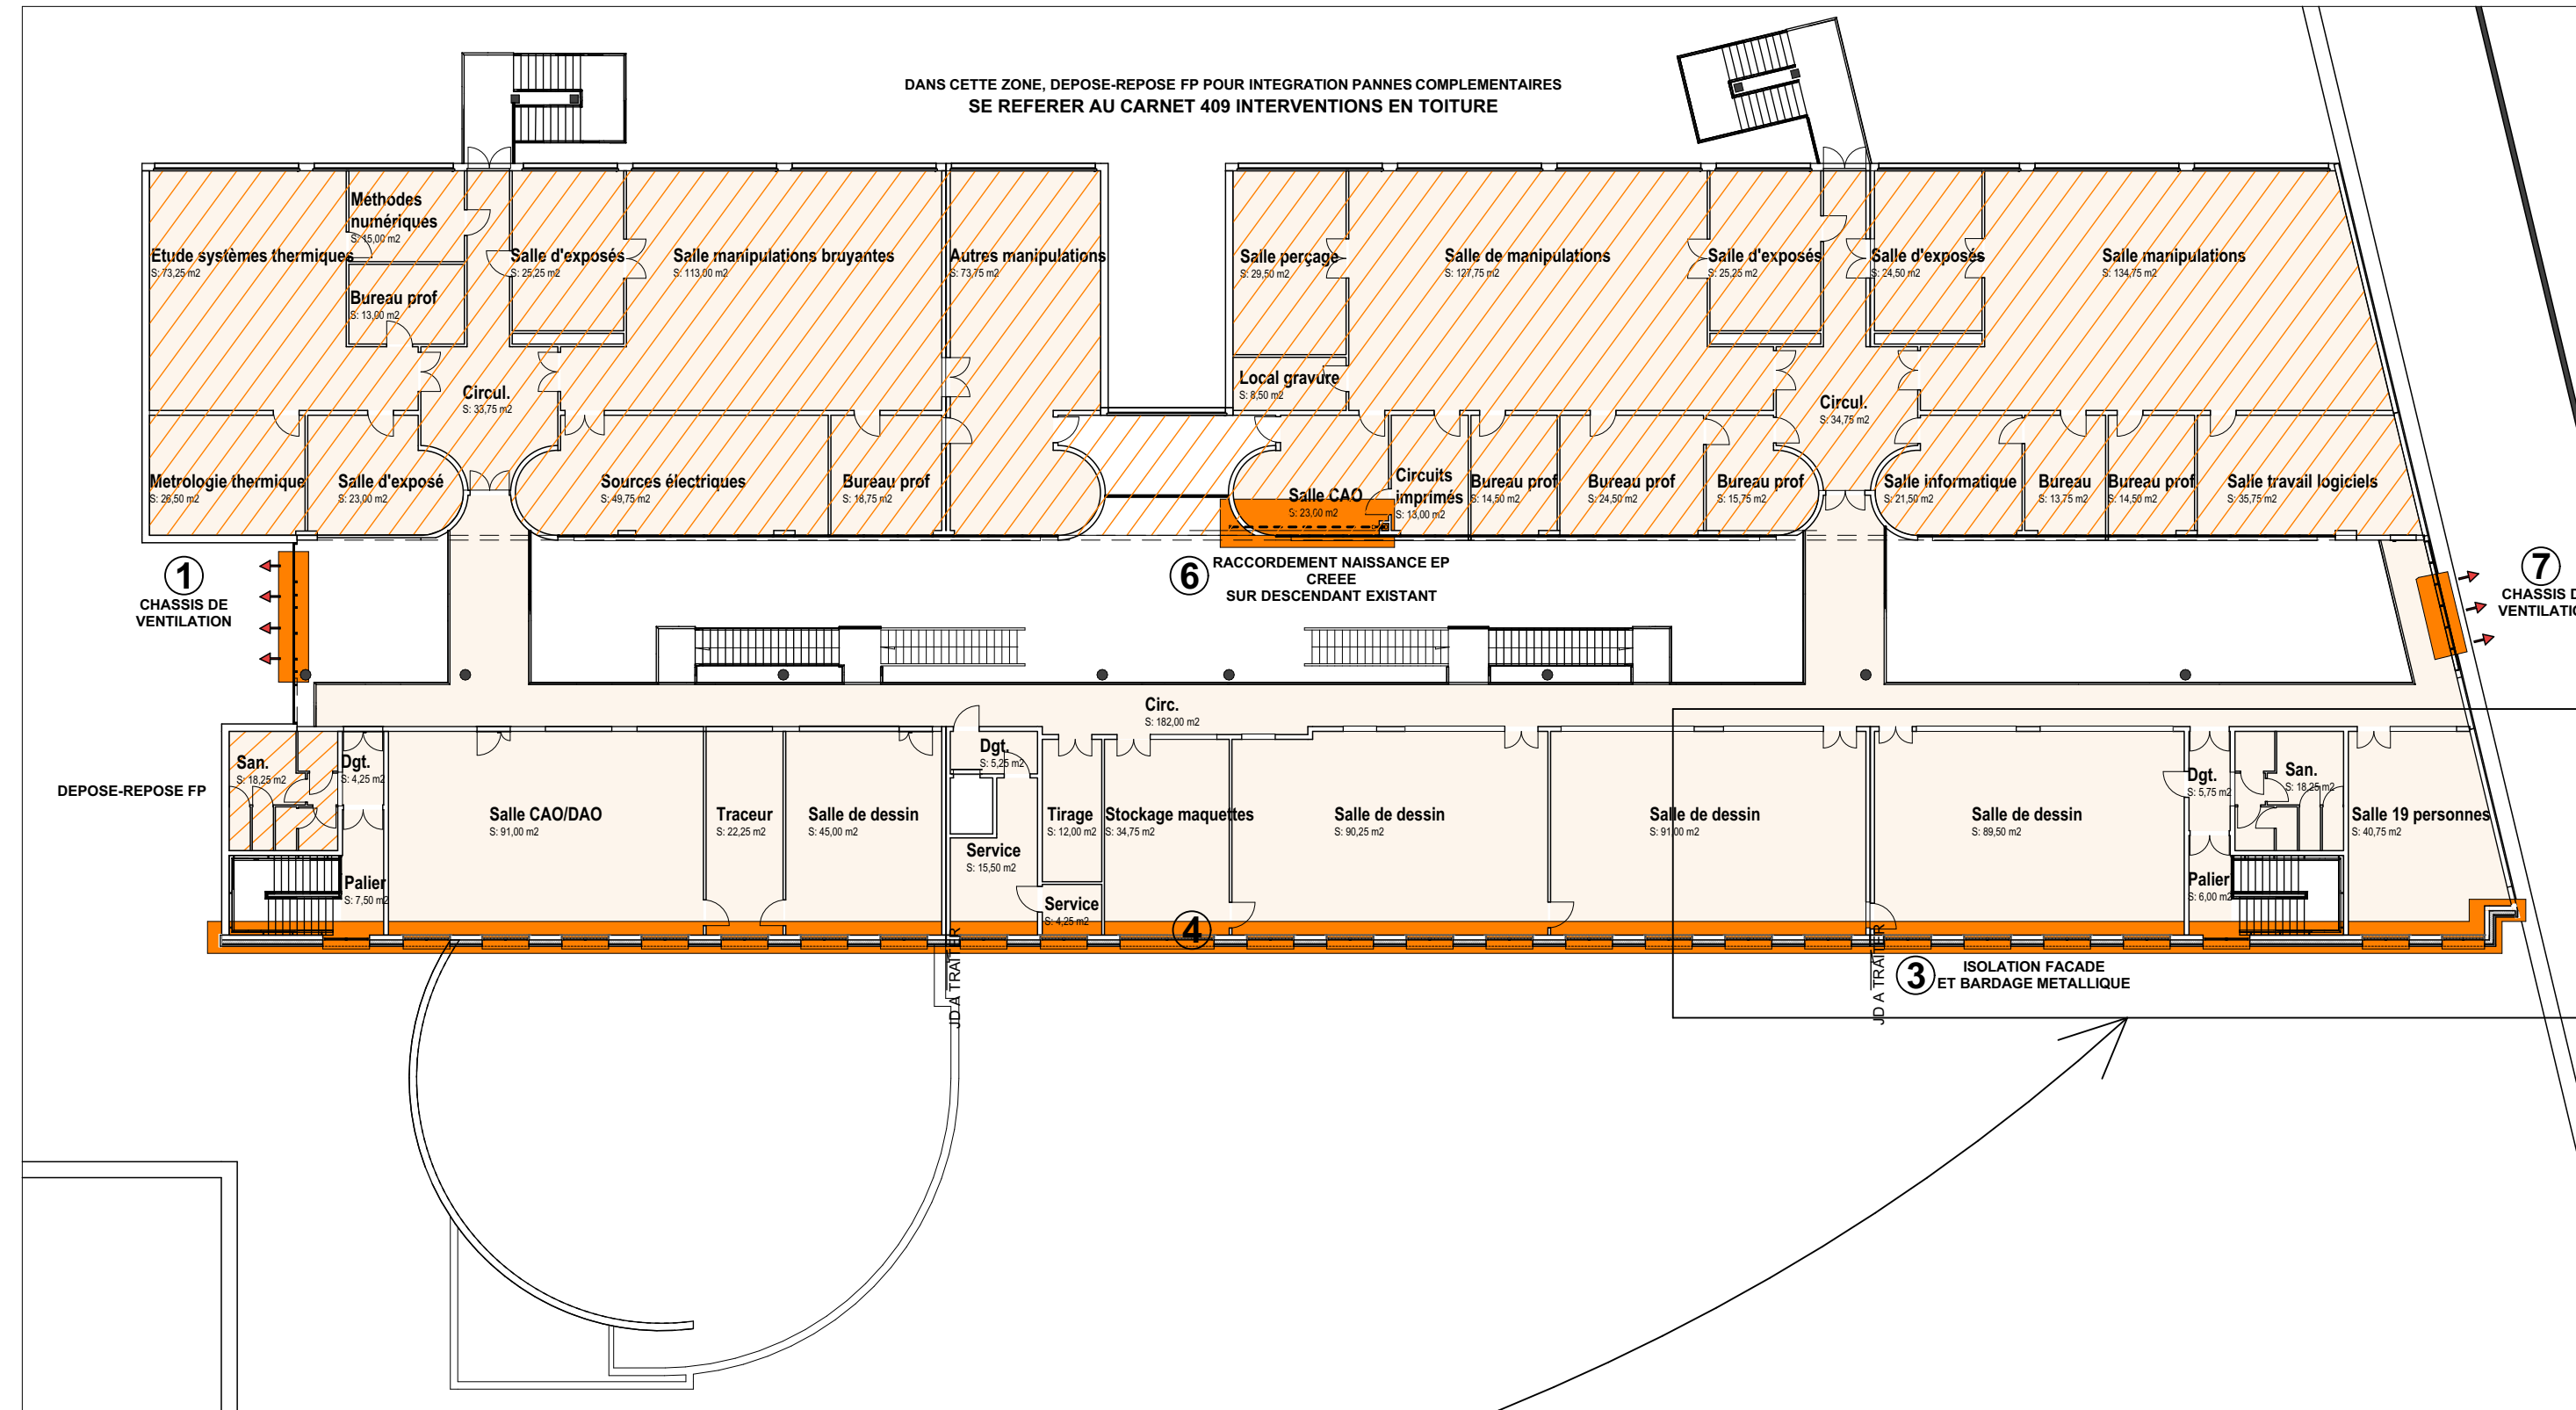 DANS CETTE ZONE, DEPOSE-REPOSE FP POUR INTEGRATION PANNES COMPLEMENTAIRES
SE REFERER AU CARNET 409 INTERVENTIONS EN TOITURE
Méthodes
numériques
S: 15,00 m2
Etude systèmes thermiques
S: 73,25 m2
Bureau prof
S: 13,00 m2
Salle d'exposés
S: 25,25 m2
Salle manipulations bruyantes
S: 113,00 m2
Autres manipulations
S: 73,75 m2
Salle perçage
S: 29,50 m2
Salle de manipulations
S: 127,75 m2
Salle d'exposés
S: 25,25 m2
Salle d'exposés
S: 24,50 m2
Salle manipulations
S: 134,75 m2
Circul.
S: 33,75 m2
Local gravure
S: 8,50 m2
Circul.
S: 34,75 m2
Metrologie thermique
S: 26,50 m2
Salle d'exposé
S: 23,00 m2
Sources électriques
S: 49,75 m2
Bureau prof
S: 18,75 m2
Salle CAO
S: 23,00 m2
Circuits
imprimés
S: 13,00 m2
Bureau prof
S: 14,50 m2
Bureau prof
S: 24,50 m2
Bureau prof
S: 15,75 m2
Salle informatique
S: 21,50 m2
Bureau
S: 13,75 m2
Bureau prof
S: 14,50 m2
Salle travail logiciels
S: 35,75 m2
1
CHASSIS DE
VENTILATION
6
RACCORDEMENT NAISSANCE EP
CREEE
SUR DESCENDANT EXISTANT
7
CHASSIS D
VENTILATIO
Circ.
S: 182,00 m2
DEPOSE-REPOSE FP
San.
S: 18,25 m2
Dgt.
S: 4,25 m2
Salle CAO/DAO
S: 91,00 m2
Traceur
S: 22,25 m2
Salle de dessin
S: 45,00 m2
Dgt.
S: 5,25 m2
Service
S: 15,50 m2
Tirage
S: 12,00 m2
Stockage maquettes
S: 34,75 m2
Salle de dessin
S: 90,25 m2
Salle de dessin
S: 91,00 m2
Salle de dessin
S: 89,50 m2
Dgt.
S: 5,75 m2
San.
S: 18,25 m2
Salle 19 personnes
S: 40,75 m2
Palier
S: 7,50 m2
Service
S: 4,25 m2
Palier
S: 6,00 m2
4
JD A TRAITER
JD A TRAITER
3
ISOLATION FACADE
ET BARDAGE METALLIQUE